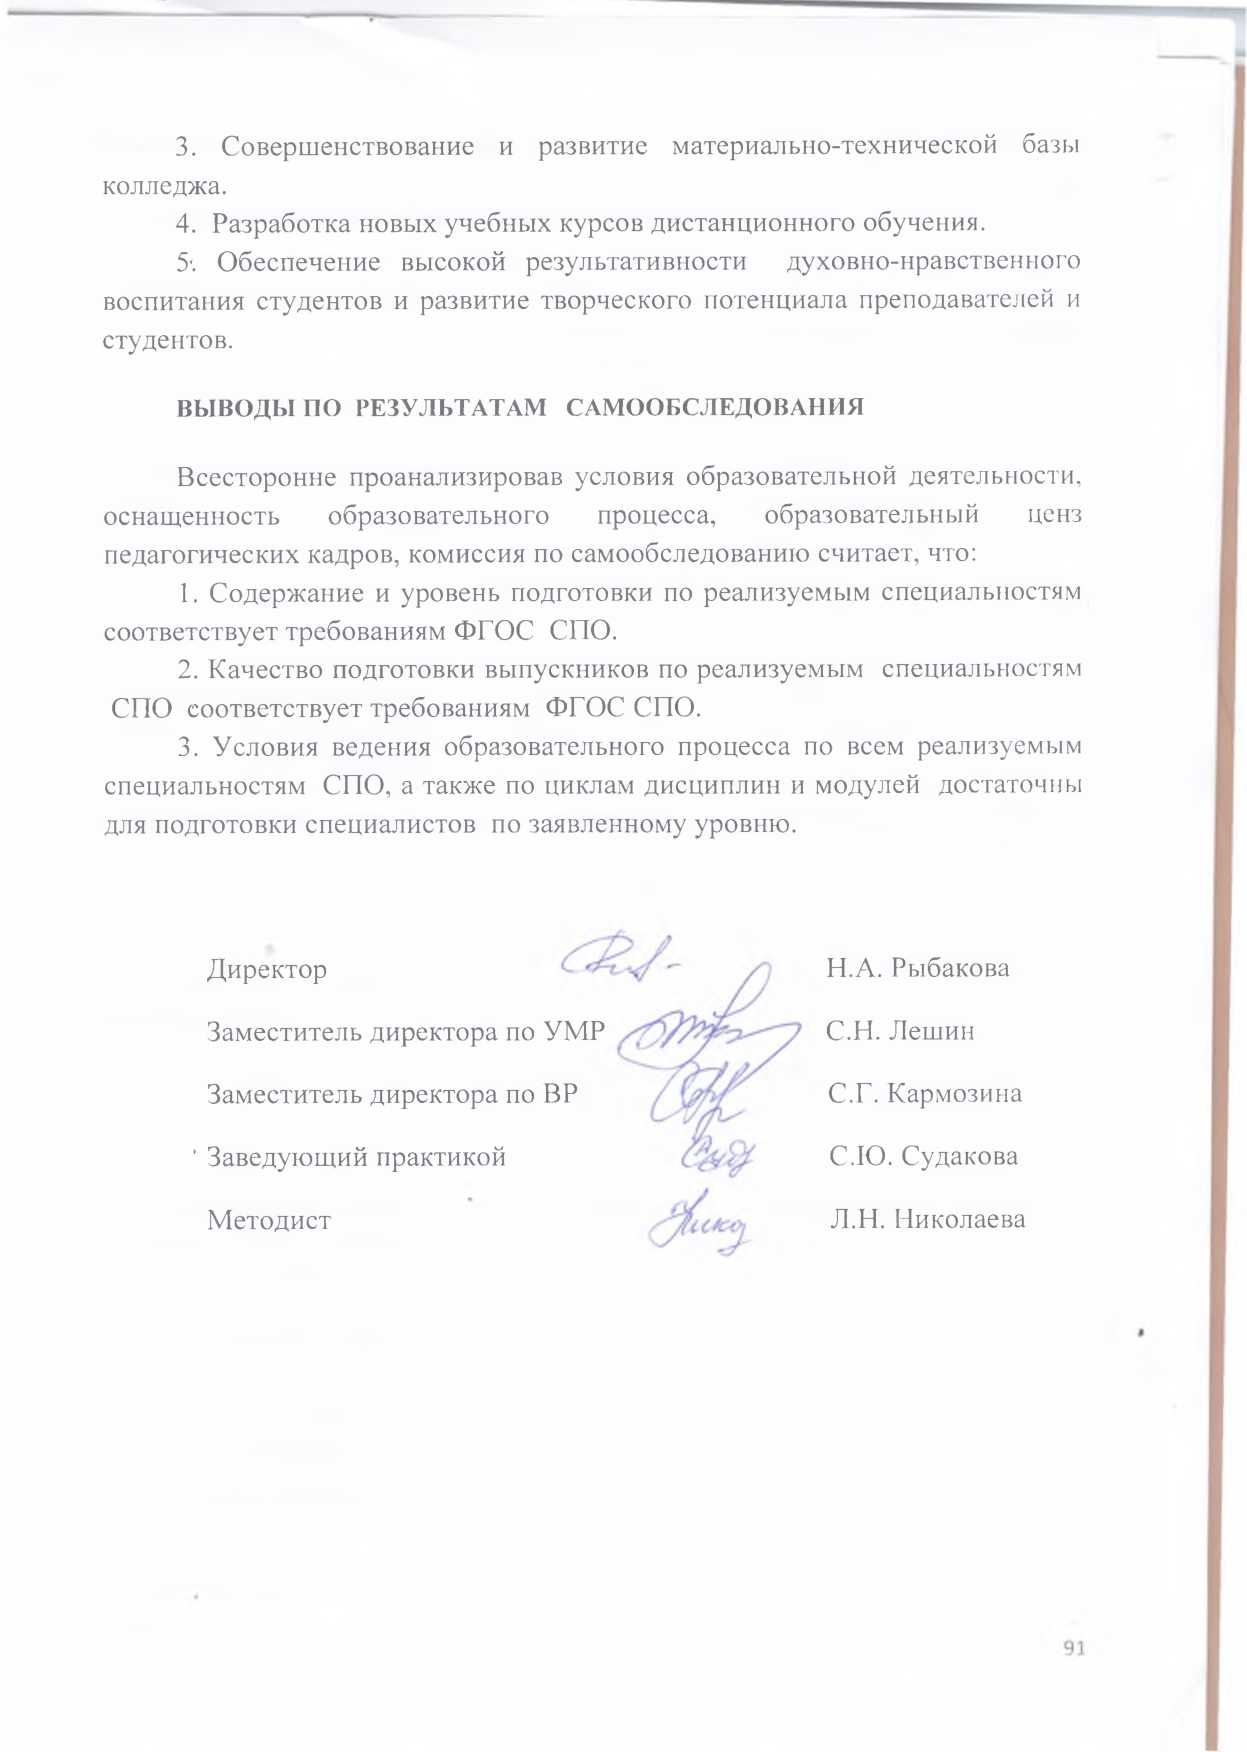 3. Совершенствование и развитие материально-технической базы
колледжа.
4. Разработка новых учебных курсов дистанционного обучения.
5. Обеспечение высокой результативности духовно-нравственного
воспитания студентов и развитие творческого потенциала преподавателей и
студентов.
ВЫВОДЫ ПО РЕЗУЛЬТАТАМ САМООБСЛЕДОВАНИЯ
Всесторонне проанализировав условия образовательной деятельности,
оснащенность образовательного процесса, образовательный ценз
педагогических кадров, комиссия по самообследованию считает, что:
1. Содержание и уровень подготовки по реализуемым специальностям
соответствует требованиям ФГОС СПО.
2. Качество подготовки выпускников по реализуемым специальностям
СПО соответствует требованиям ФГОС СПО.
3. Условия ведения образовательного процесса по всем реализуемым
специальностям СПО, а также по циклам дисциплин и модулей достаточны
для подготовки специалистов по заявленному уровню.
Директор Н.А. Рыбакова
Заместитель директора по УМР С.Н. Лешин
Заместитель директора по ВР С.Г. Кармозина
Заведующий практикой С.Ю. Судакова
Методист Л.Н. Николаева
91